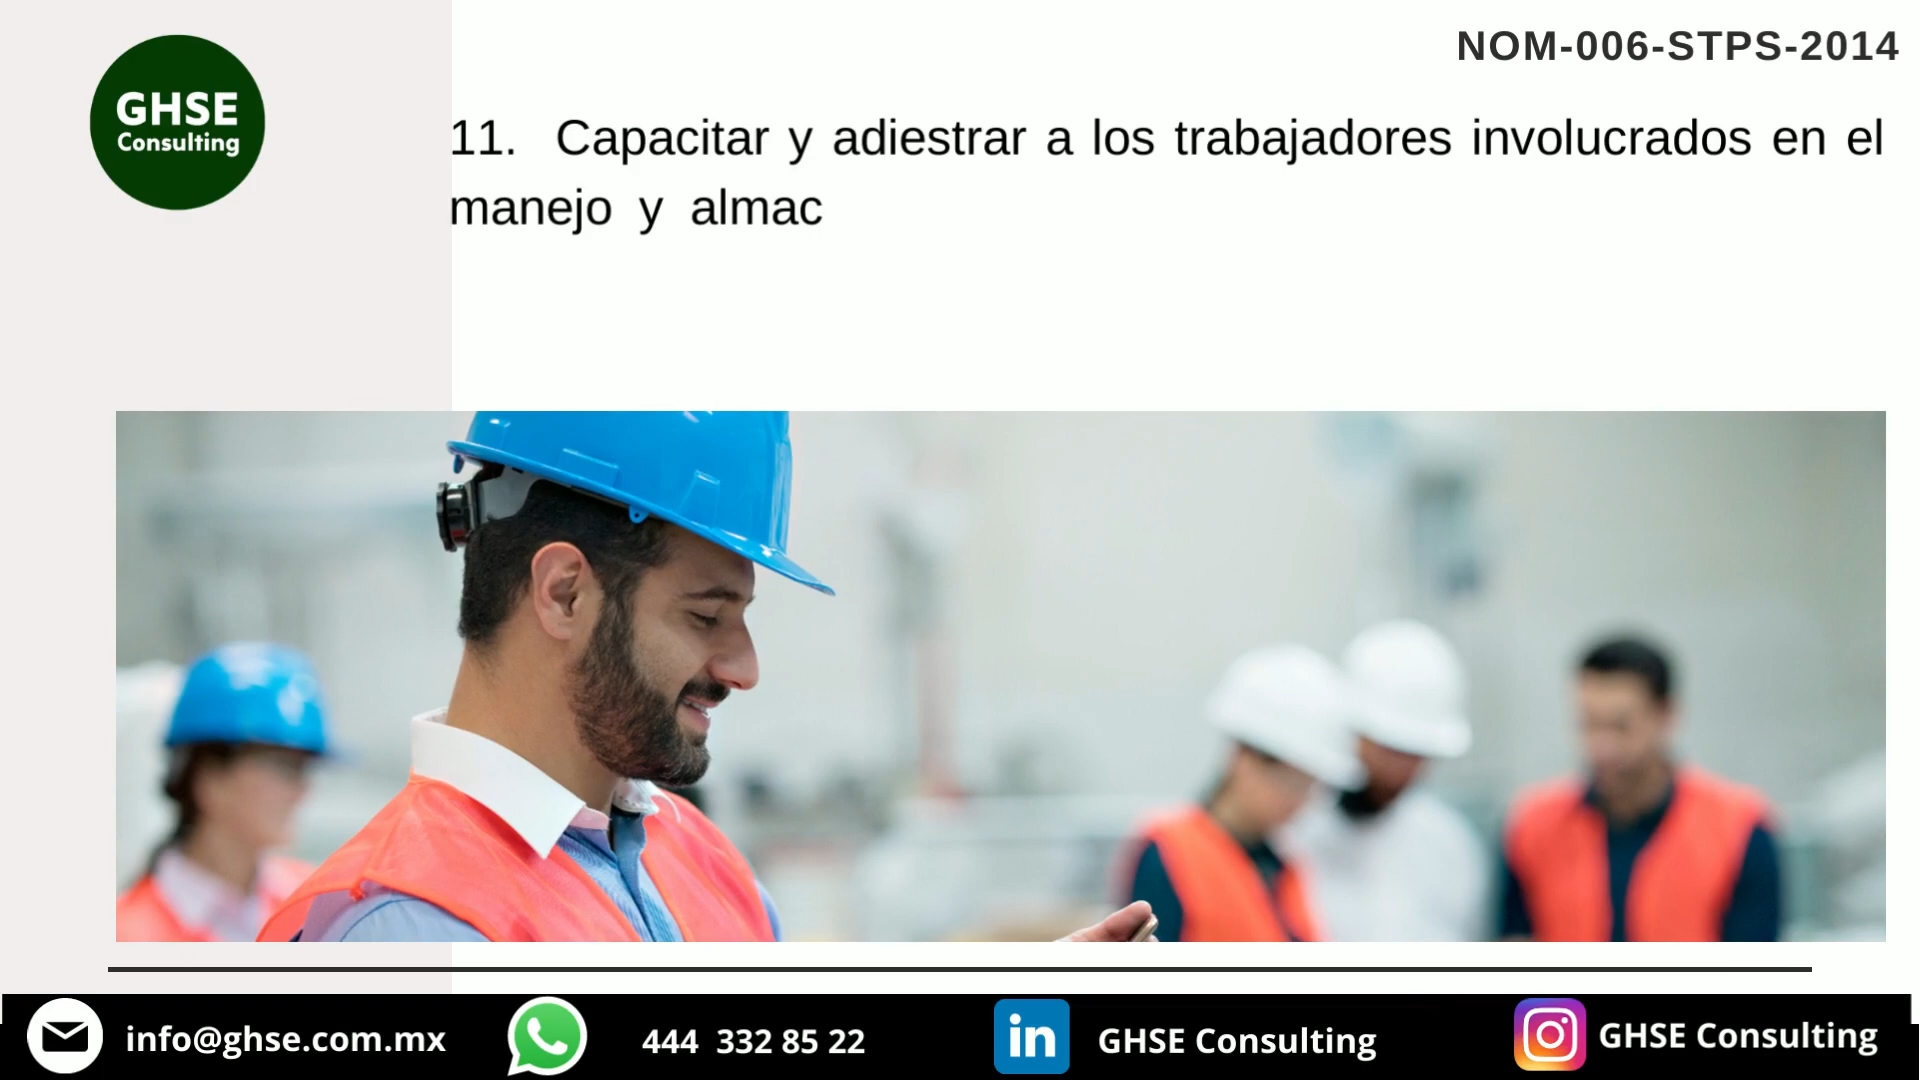 GHSE
Consulting
NOM-006-STPS-2014
11. Capacitar y adiestrar a los trabajadores involucrados en el
manejo y almac
info@ghse.com.mx
444 332 85 22
in
GHSE Consulting
GHSE Consulting